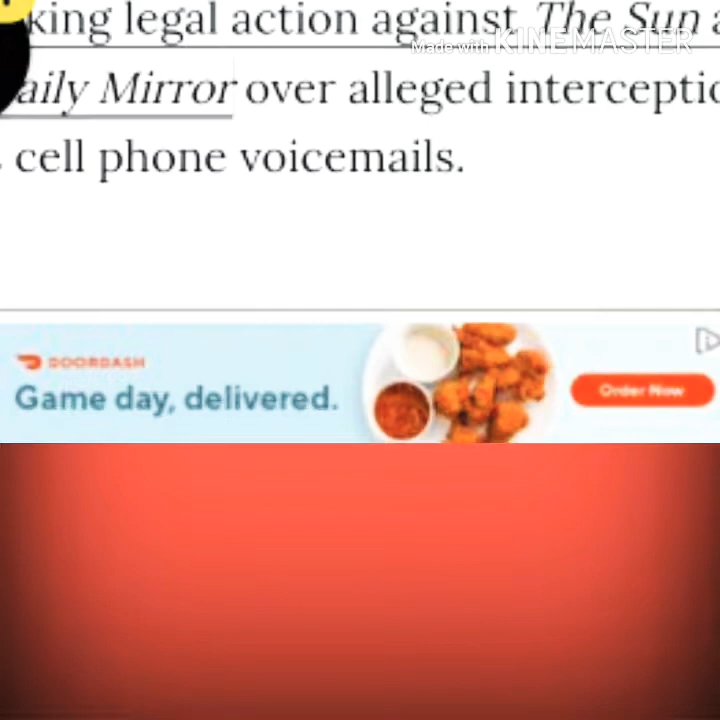 king legal action against The Sun a
Made with KINEMASTER
aily Mirror over alleged interceptio
cell phone voicemails.
DOORDASH
Game day, delivered.
Order Now